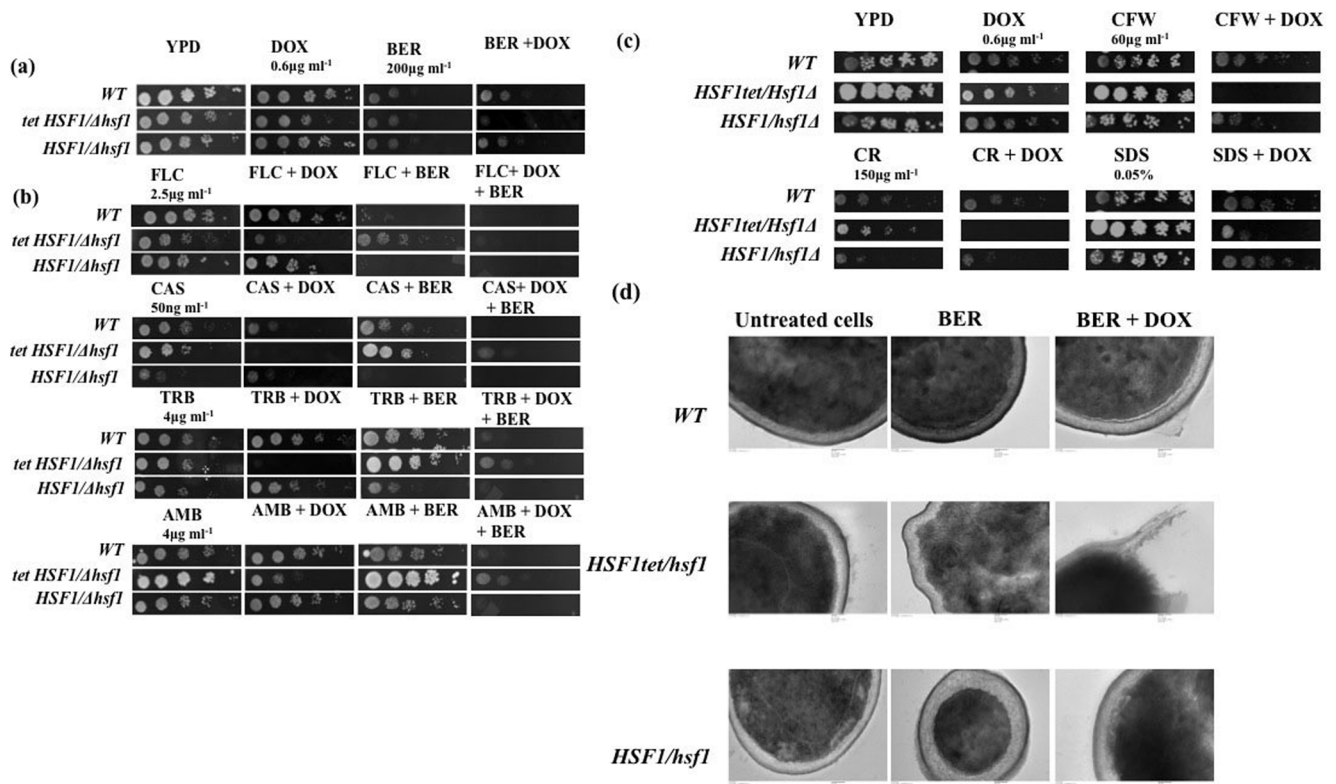 (a)
YPD
DOX
0.6µg ml-1
BER
200µg ml-1
BER +DOX
WT
tet HSF1/Δhsf1
HSF1/Δhsf1
(b)
FLC
2.5µg ml-1
FLC + DOX
FLC + BER
FLC+ DOX
+ BER
WT
tet HSF1/Δhsf1
HSF1/Δhsf1
CAS
50ng ml-1
CAS + DOX
CAS + BER
CAS+ DOX
+ BER
WT
tet HSF1/Δhsf1
HSF1/Δhsf1
TRB
4µg ml-1
TRB + DOX
TRB + BER
TRB + DOX
+ BER
WT
tet HSF1/Δhsf1
HSF1/Δhsf1
AMB
4µg ml-1
AMB + DOX
AMB + BER
AMB + DOX
+ BER
WT
tet HSF1/Δhsf1
HSF1/Δhsf1
(c)
YPD
DOX
0.6µg ml-1
CFW
60µg ml-1
CFW + DOX
WT
HSF1tet/Hsf1Δ
HSF1/hsf1Δ
CR
150µg ml-1
CR + DOX
SDS
0.05%
SDS + DOX
WT
HSF1tet/Hsf1Δ
HSF1/hsf1Δ
(d)
Untreated cells
BER
BER + DOX
WT
HSF1tet/hsf1
HSF1/hsf1